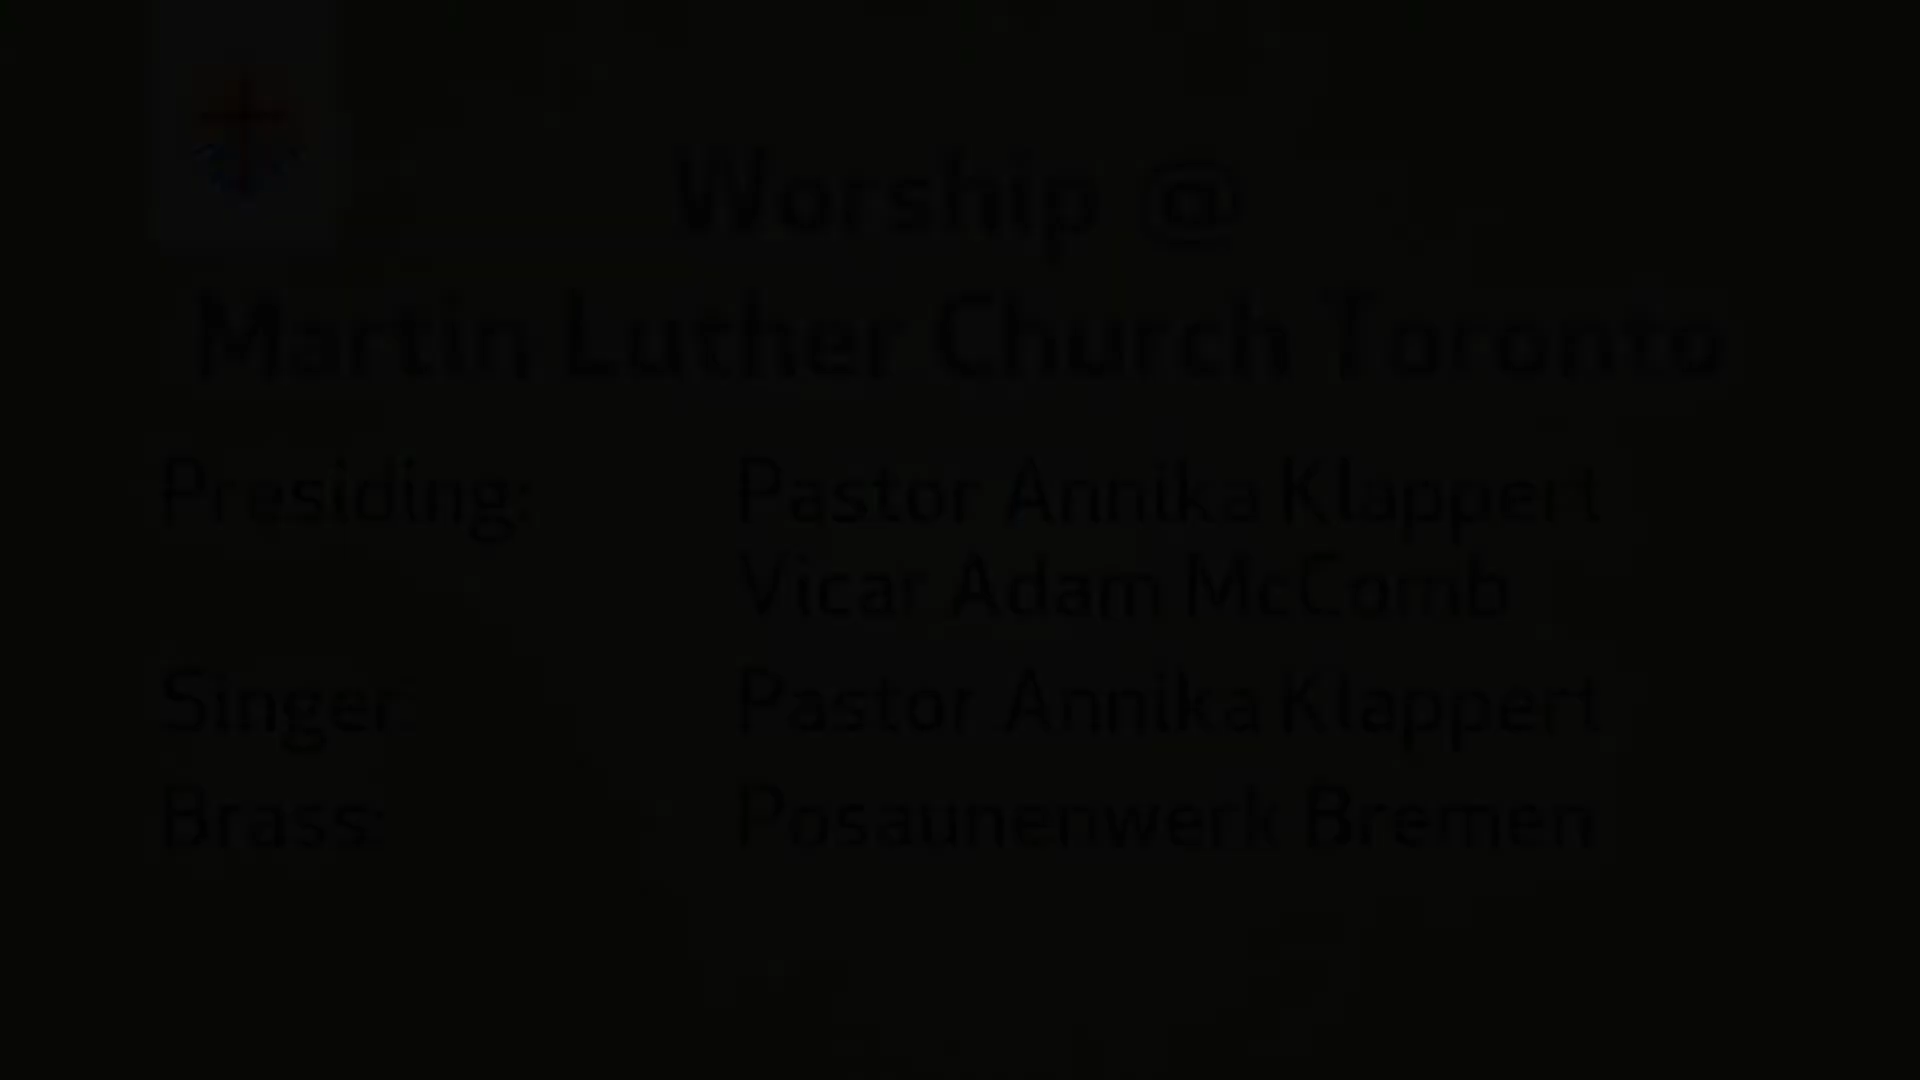 Worship @
Martin Luther Church Toronto
Presiding: Pastor Annika Klappert
Vicar Adam McComb
Singer: Pastor Annika Klappert
Brass: Posaunenwerk Bremen